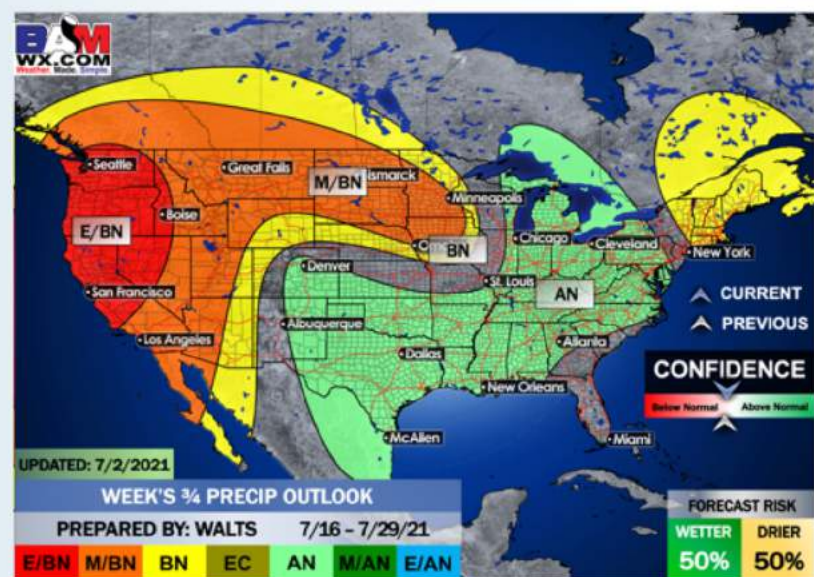 BAM
WX.COM
Weather. Made. Simple.
Seattle
Great Falls
Bismarck
M/BN
Minneapolis
Boise
E/BN
BN
Chicago
Cleveland
New York
Denver
San Francisco
St. Louis
AN
CURRENT
Albuquerque
PREVIOUS
Los Angeles
Atlanta
Dallas
CONFIDENCE
New Orleans
Below Normal
Above Normal
McAllen
Miami
UPDATED: 7/2/2021
WEEK'S ¾ PRECIP OUTLOOK
PREPARED BY: WALTS 7/16 – 7/29/21
E/BN M/BN BN EC AN M/AN E/AN
FORECAST RISK
WETTER DRIER
50% 50%